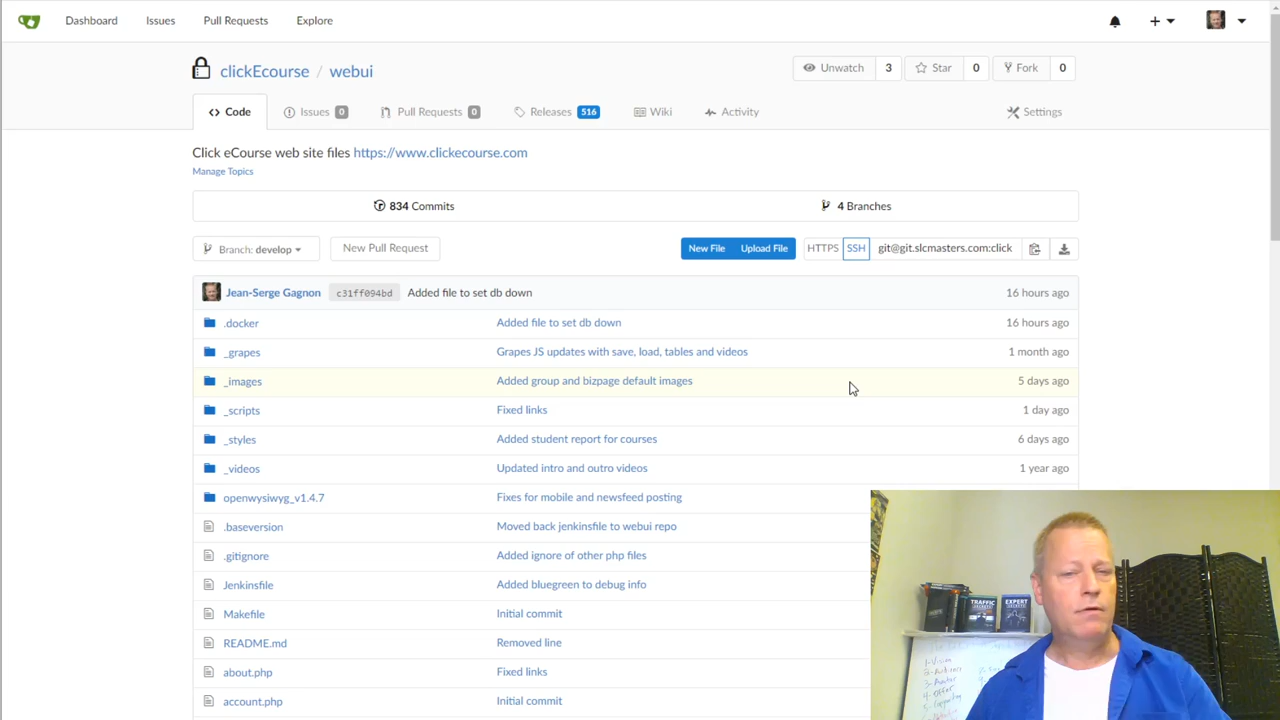 Dashboard Issues Pull Requests Explore
clickEcourse / webui
Unwatch 3 Star 0 Fork 0
Code Issues 0 Pull Requests 0 Releases 516 Wiki Activity Settings
Click eCourse web site files https://www.clickecourse.com
Manage Topics
834 Commits 4 Branches
Branch: develop New Pull Request New File Upload File HTTPS SSH git@git.slcmasters.com:click
Jean-Serge Gagnon c31ff094bd Added file to set db down 16 hours ago
.docker Added file to set db down 16 hours ago
_grapes Grapes JS updates with save, load, tables and videos 1 month ago
_images Added group and bizpage default images 5 days ago
_scripts Fixed links 1 day ago
_styles Added student report for courses 6 days ago
_videos Updated intro and outro videos 1 year ago
openwysiwyg_v1.4.7 Fixes for mobile and newsfeed posting
.baseversion Moved back jenkinsfile to webui repo
.gitignore Added ignore of other php files
Jenkinsfile Added bluegreen to debug info
Makefile Initial commit
README.md Removed line
about.php Fixed links
account.php Initial commit
TRAFFIC SECRETS
EXPERT SECRETS
1-Vision